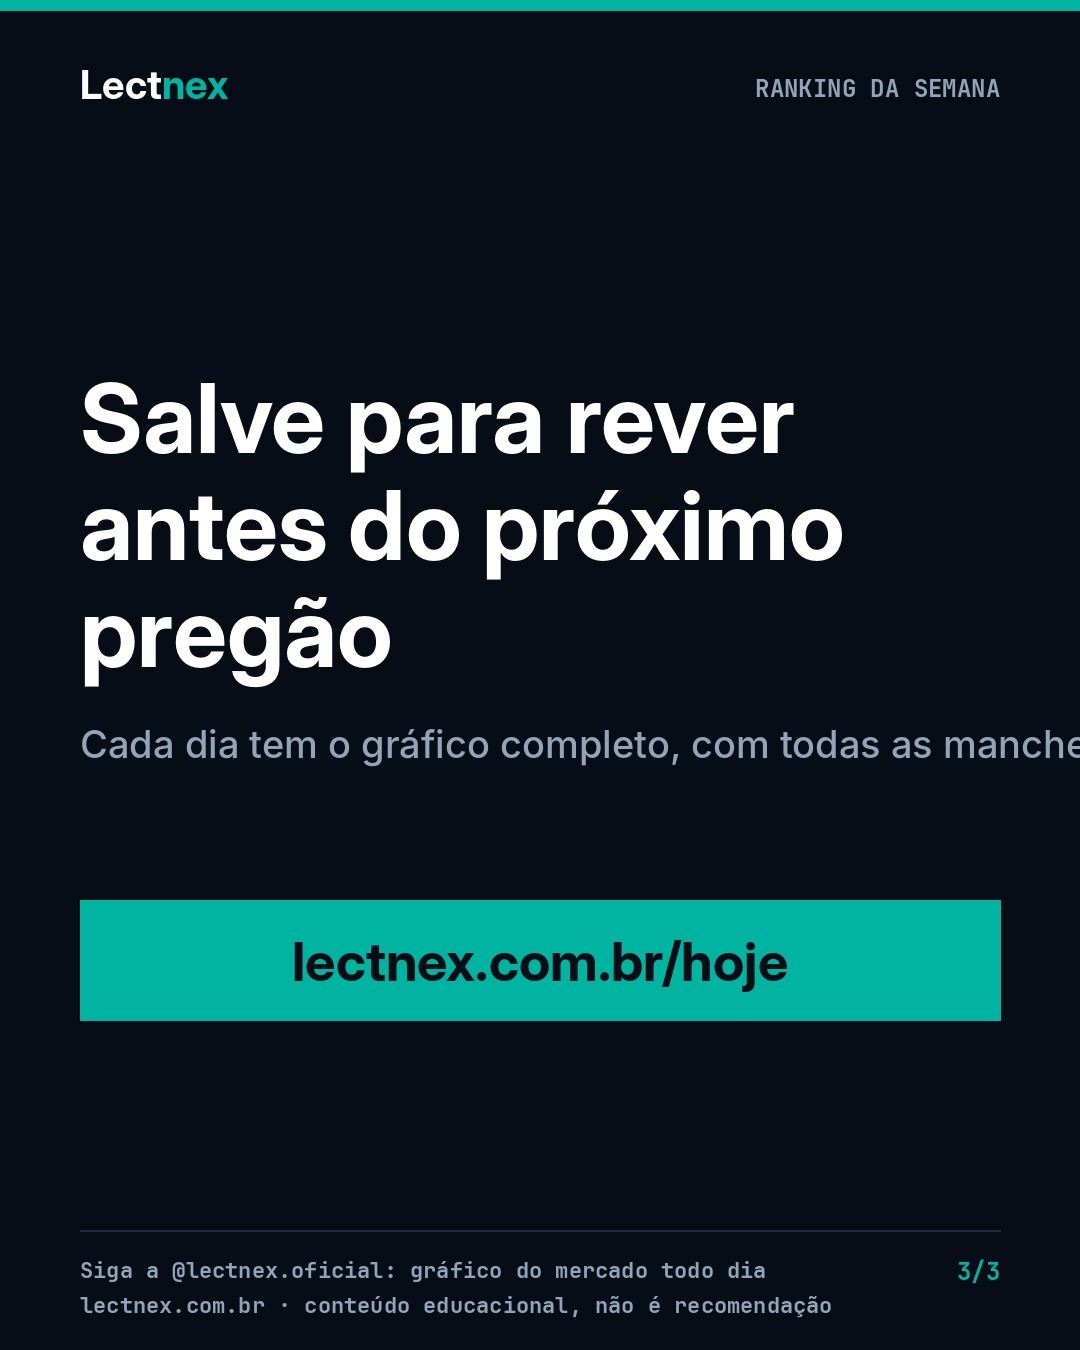 Lectnex
RANKING DA SEMANA
Salve para rever
antes do próximo
pregão
Cada dia tem o gráfico completo, com todas as
lectnex.com.br/hoje
Siga a @lectnex.oficial: gráfico do mercado todo dia
3/3
lectnex.com.br · conteúdo educacional, não é recomendação